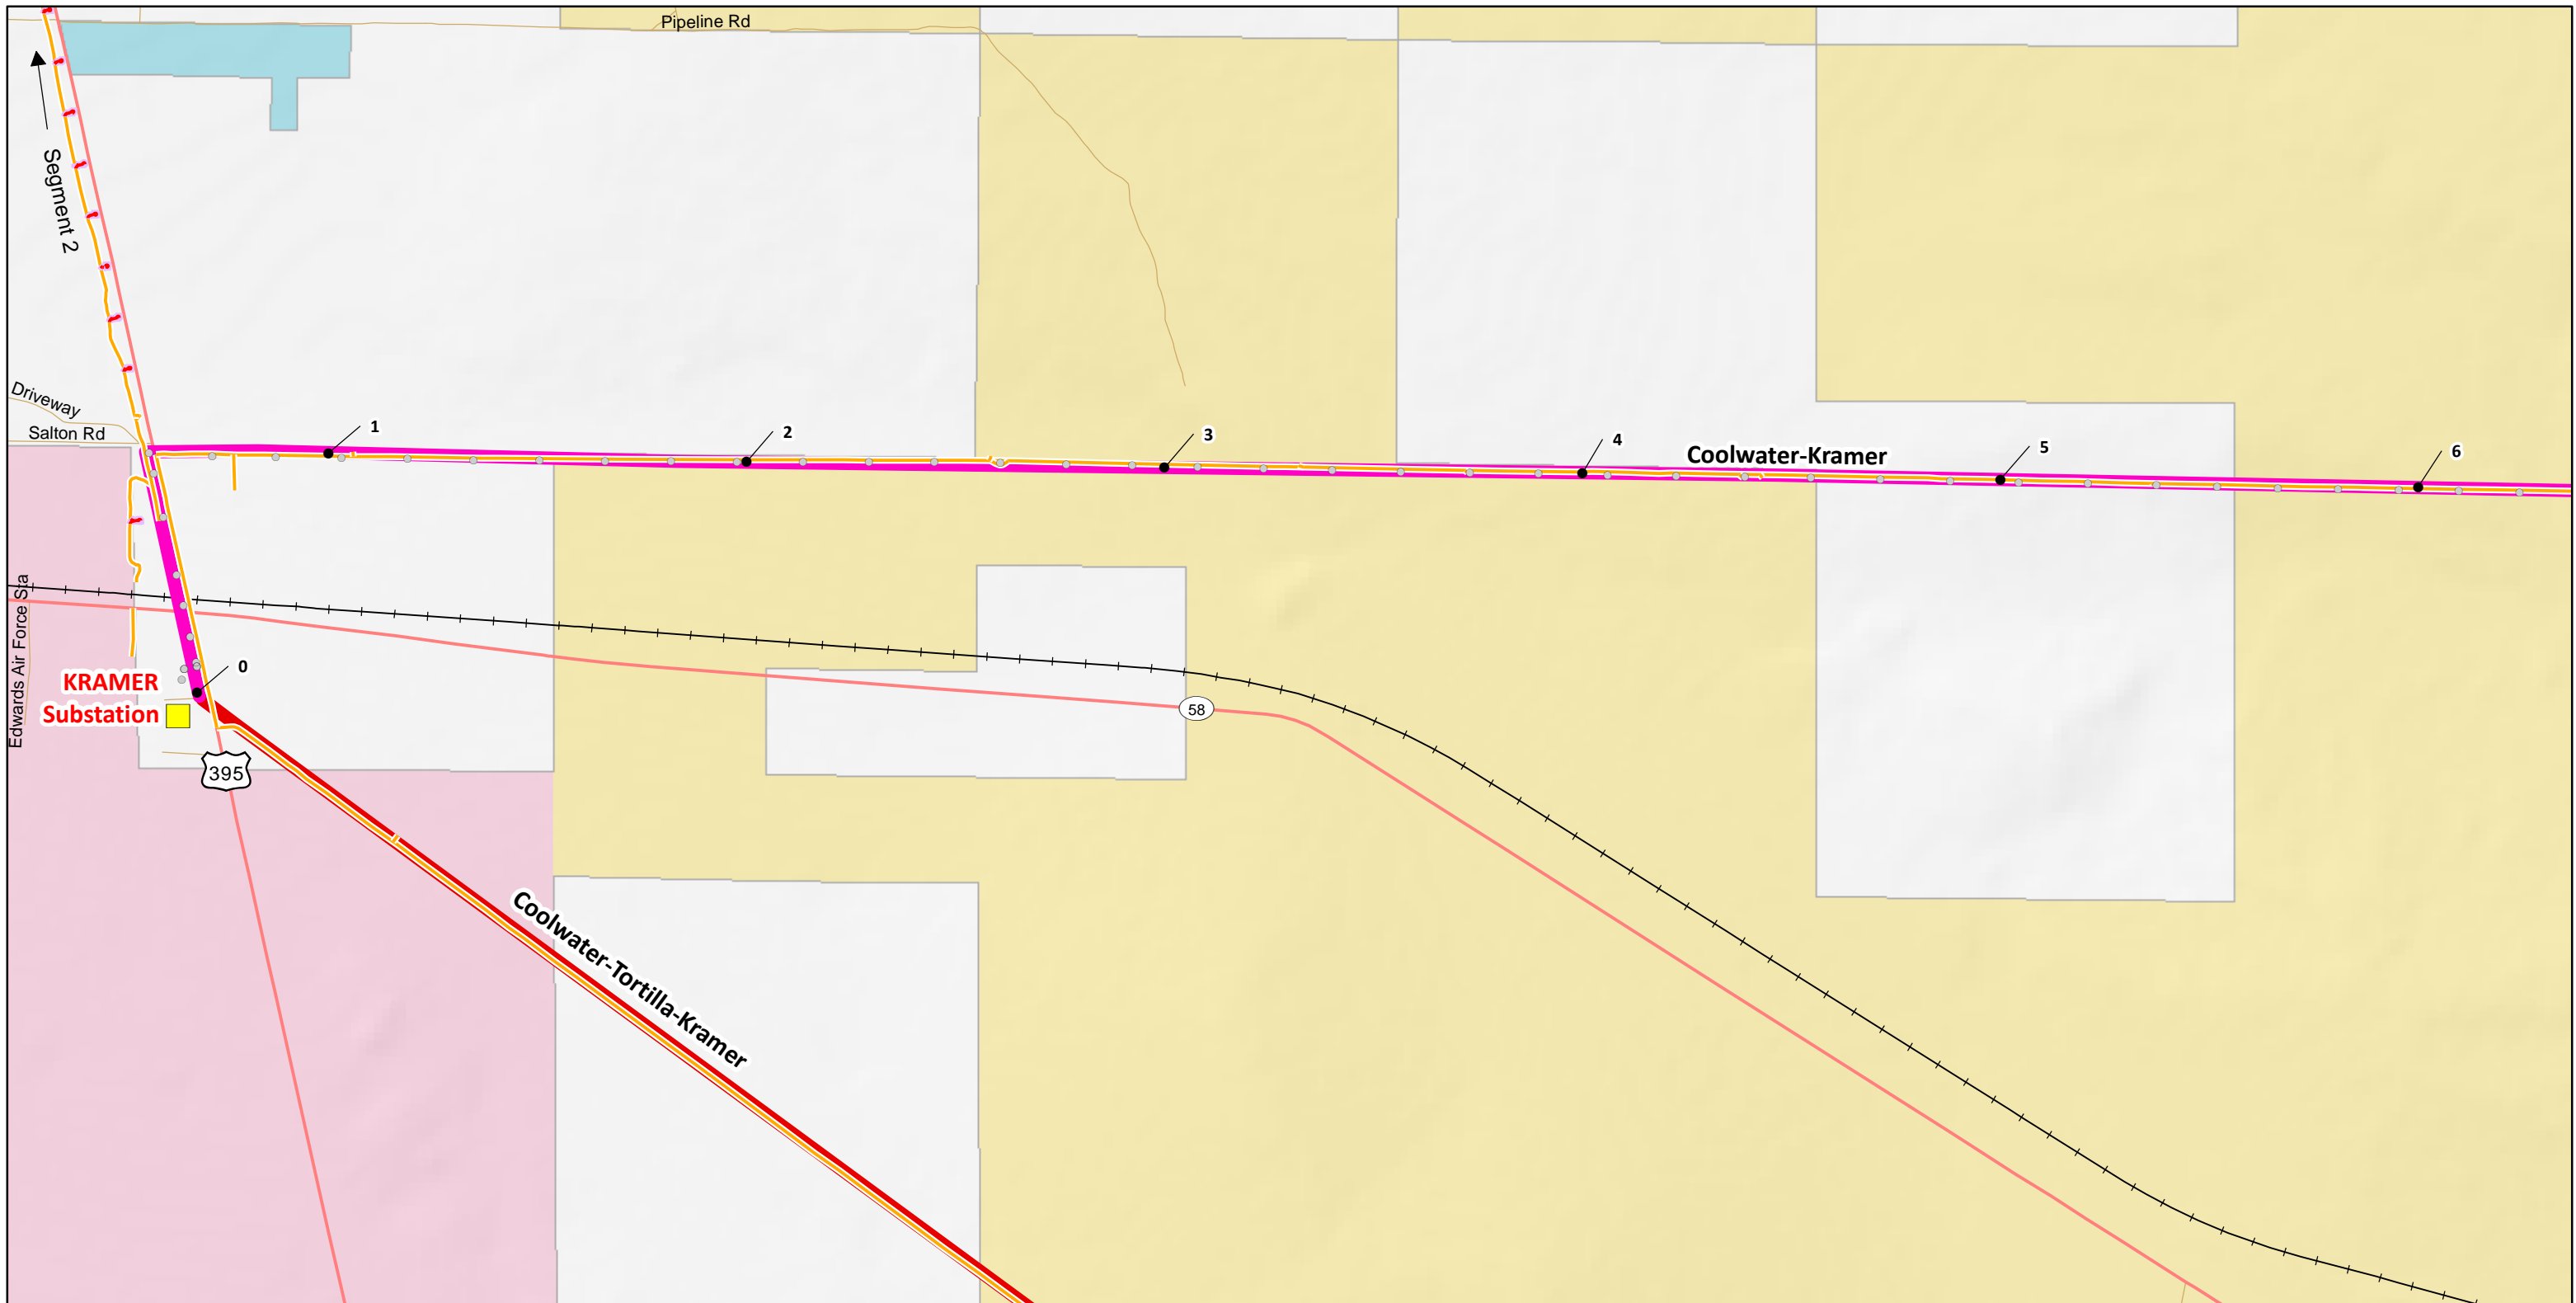 Pipeline Rd
Segment 2
Driveway
Salton Rd
1
2
3
4
Coolwater-Kramer
5
6
Edwards Air Force Sta
0
KRAMER
Substation
58
395
Coolwater-Tortilla-Kramer